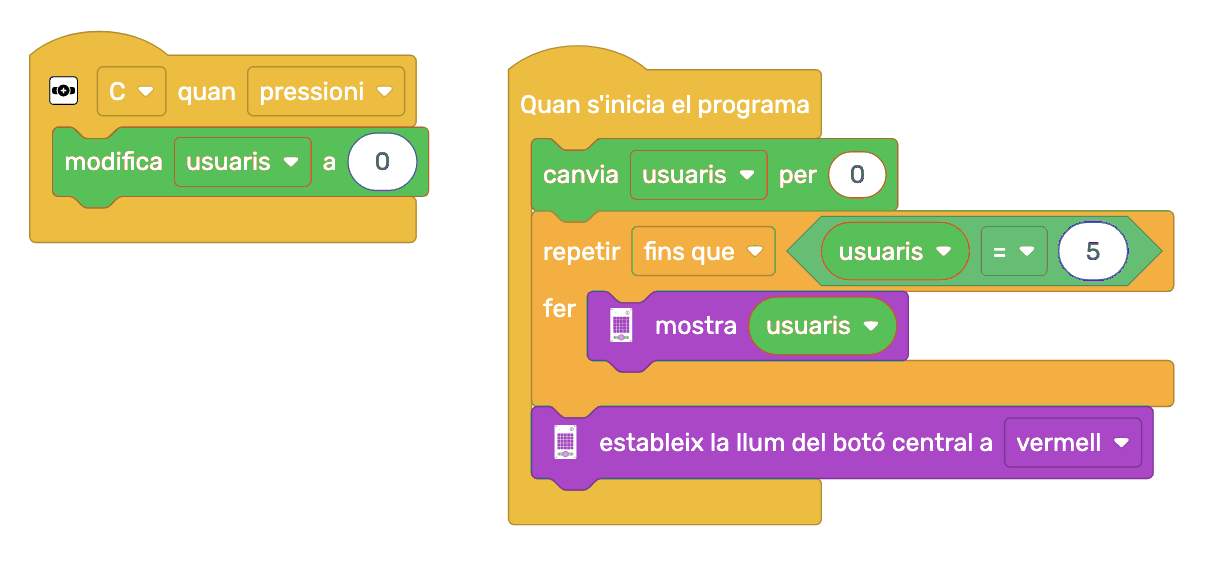 C quan pressioni
modifica usuaris a 0
Quan s'inicia el programa
canvia usuaris per 0
repetir fins que usuaris = 5
fer
mostra usuaris
estableix la llum del botó central a vermell